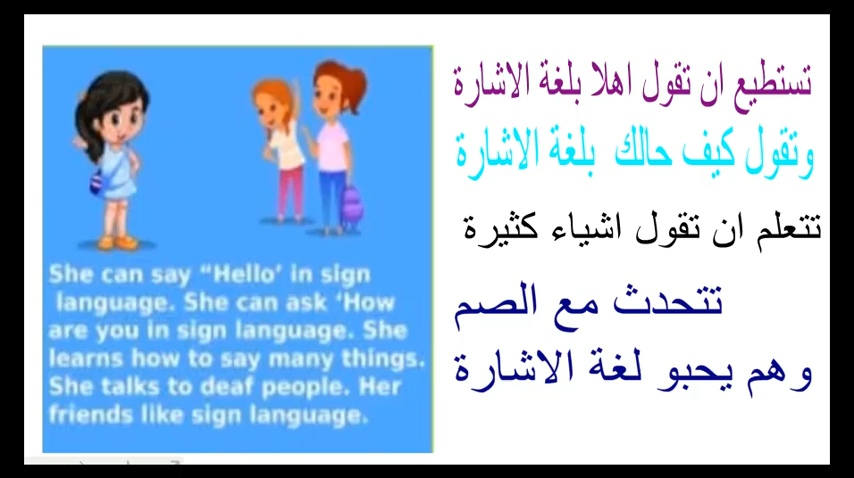 She can say “Hello’ in sign
language. She can ask ‘How
are you in sign language. She
learns how to say many things.
She talks to deaf people. Her
friends like sign language.
تستطيع ان تقول اهلا بلغة الاشارة
وتقول كيف حالك بلغة الاشارة
تتعلم ان تقول اشياء كثيرة
تتحدث مع الصم
وهم يحبو لغة الاشارة